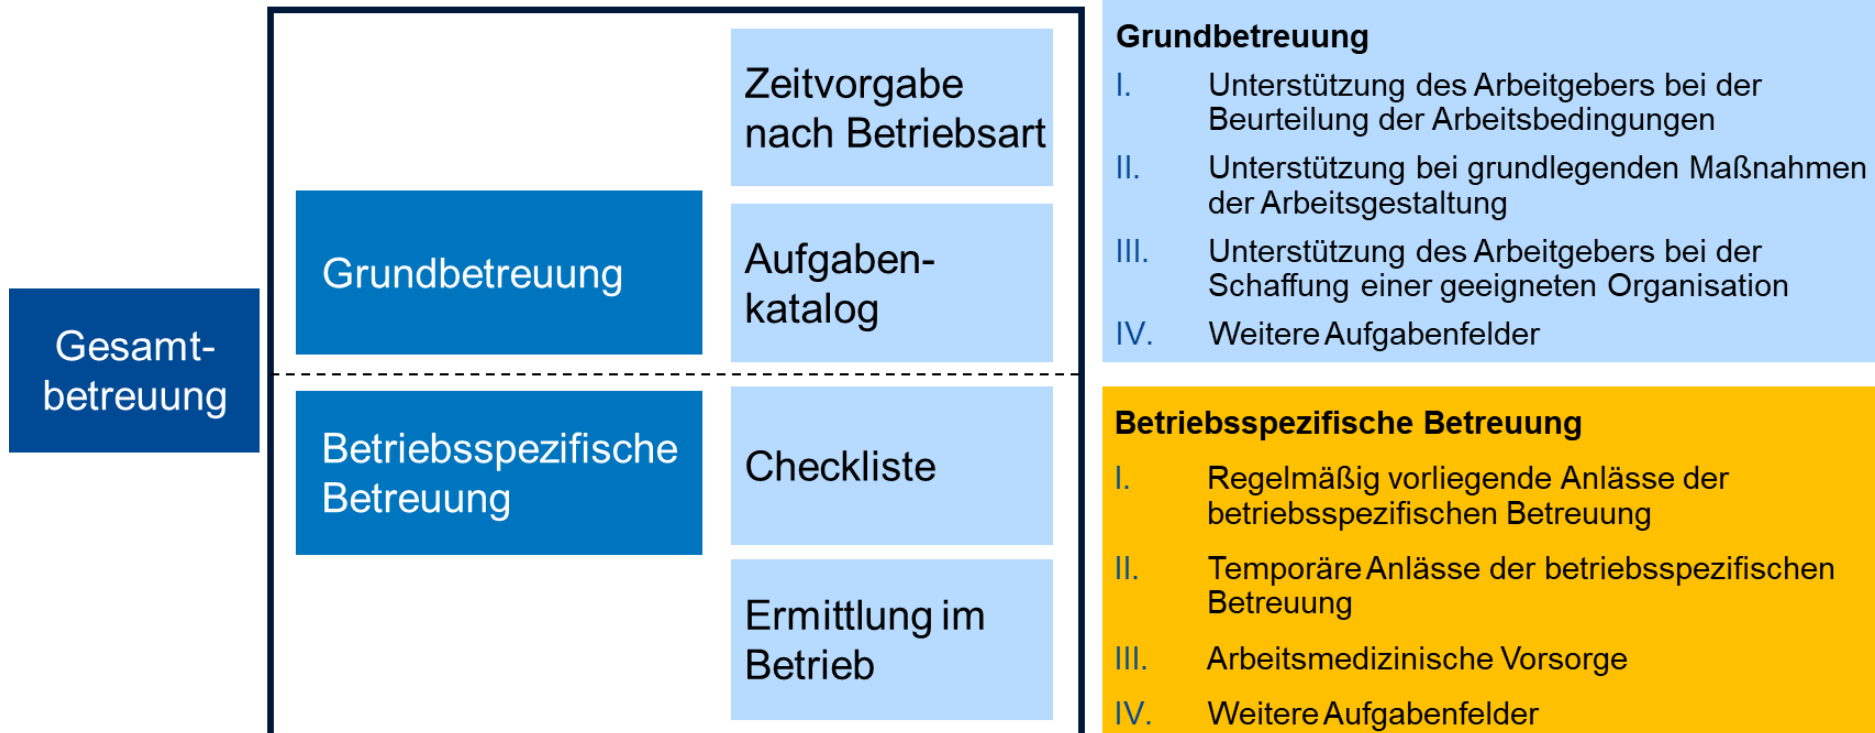 Gesamt-
betreuung
Grundbetreuung
Zeitvorgabe
nach Betriebsart
Aufgaben-
katalog
Betriebsspezifische
Betreuung
Checkliste
Ermittlung im
Betrieb
Grundbetreuung
I. Unterstützung des Arbeitgebers bei der
Beurteilung der Arbeitsbedingungen
II. Unterstützung bei grundlegenden Maßnahmen
der Arbeitsgestaltung
III. Unterstützung des Arbeitgebers bei der
Schaffung einer geeigneten Organisation
IV. Weitere Aufgabenfelder
Betriebsspezifische Betreuung
I. Regelmäßig vorliegende Anlässe der
betriebsspezifischen Betreuung
II. Temporäre Anlässe der betriebsspezifischen
Betreuung
III. Arbeitsmedizinische Vorsorge
IV. Weitere Aufgabenfelder